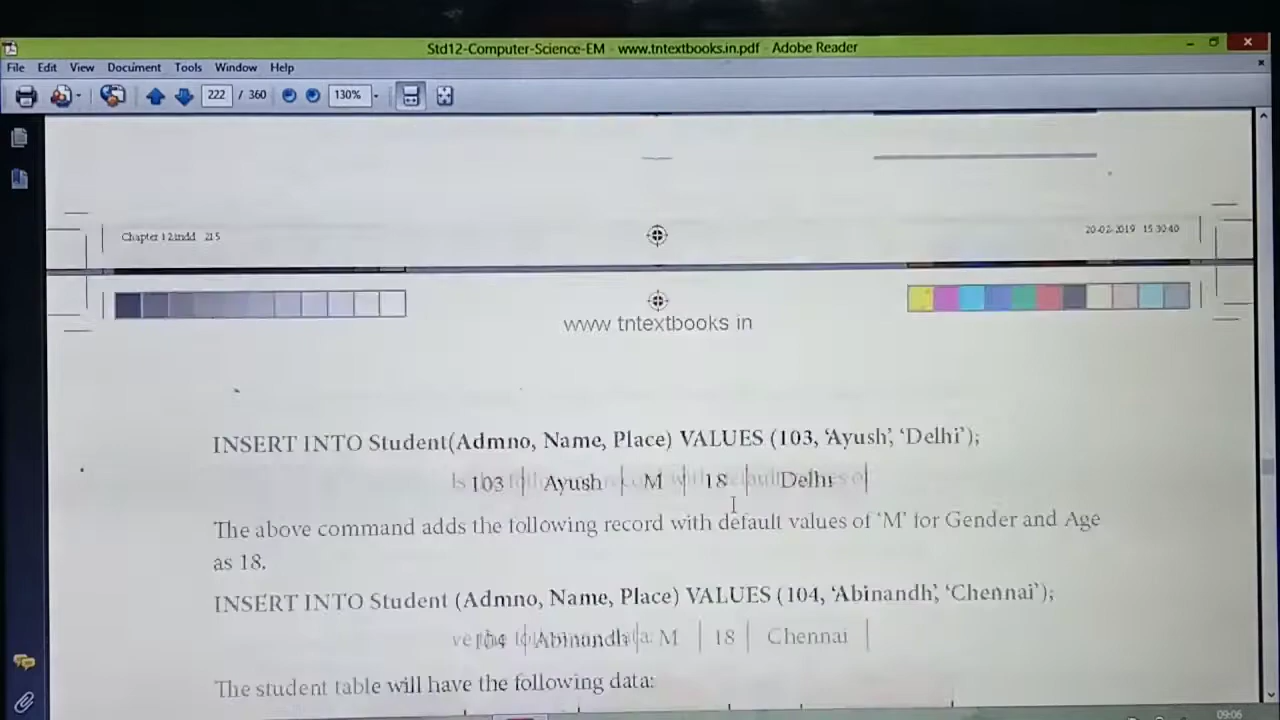 Std12-Computer-Science-EM - www.tntextbooks.in.pdf - Adobe Reader
File Edit View Document Tools Window Help
222 / 360 130%
Chapter 12.indd 215
20-02-2019 15:30:40
www tntextbooks in
INSERT INTO Student(Admno, Name, Place) VALUES (103, ‘Ayush’, ‘Delhi’);
103 Ayush M 18 Delhi
The above command adds the following record with default values of ‘M’ for Gender and Age
as 18.
INSERT INTO Student (Admno, Name, Place) VALUES (104, ‘Abinandh’, ‘Chennai’);
104 Abinandh M 18 Chennai
The student table will have the following data:
09:06